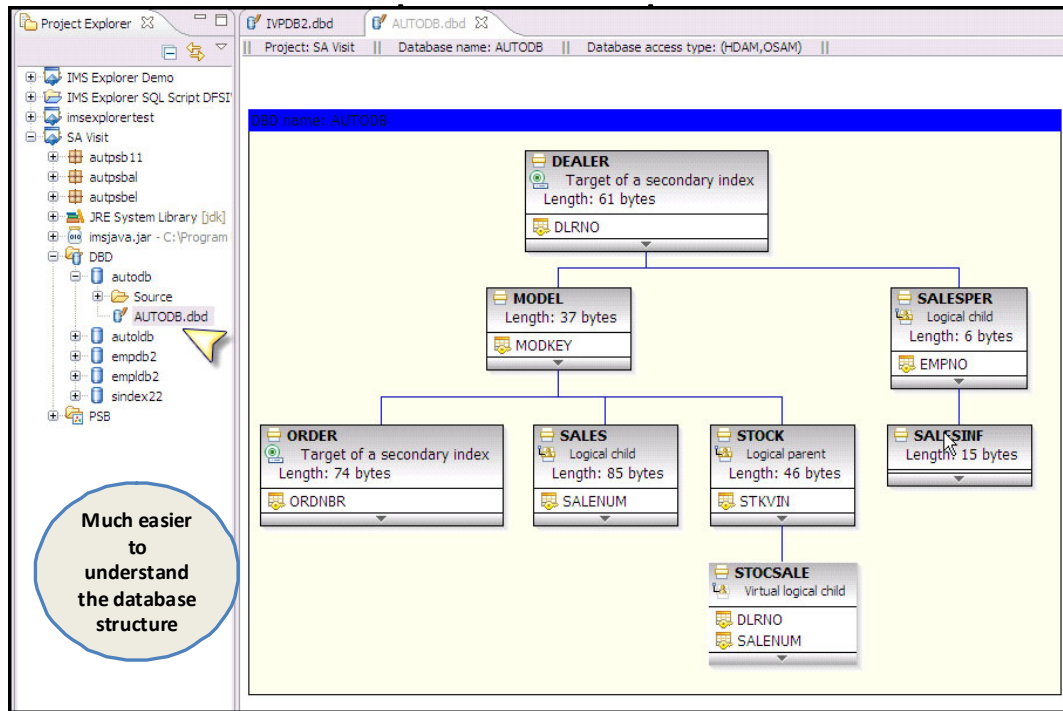 Project Explorer
IMS Explorer Demo
IMS Explorer SQL Script DFSI
imsexplorertest
SA Visit
autpsb11
autpsbal
autpsbel
JRE System Library [jdk]
imsjava.jar - C:\Program
DBD
autodb
Source
AUTODB.dbd
autoldb
empdb2
empldb2
sindex22
PSB
Much easier
to
understand
the database
structure
IVPDB2.dbd
AUTODB.dbd
|| Project: SA Visit || Database name: AUTODB || Database access type: (HDAM,OSAM) ||
DBD name: AUTODB
DEALER
Target of a secondary index
Length: 61 bytes
DLRNO
MODEL
Length: 37 bytes
MODKEY
SALESPER
Logical child
Length: 6 bytes
EMPNO
ORDER
Target of a secondary index
Length: 74 bytes
ORDNBR
SALES
Logical child
Length: 85 bytes
SALENUM
STOCK
Logical parent
Length: 46 bytes
STKVIN
SALESINF
Length: 15 bytes
STOCSALE
Virtual logical child
DLRNO
SALENUM